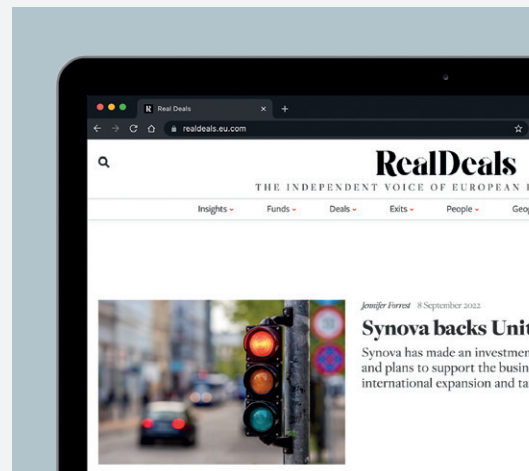 Real Deals
realdeals.eu.com
RealDeals
THE INDEPENDENT VOICE OF EUROPEAN
Insights Funds Deals Exits People
Jennifer Forrest 8 September 2022
Synova backs Unit
Synova has made an investmen
and plans to support the busin
international expansion and ta